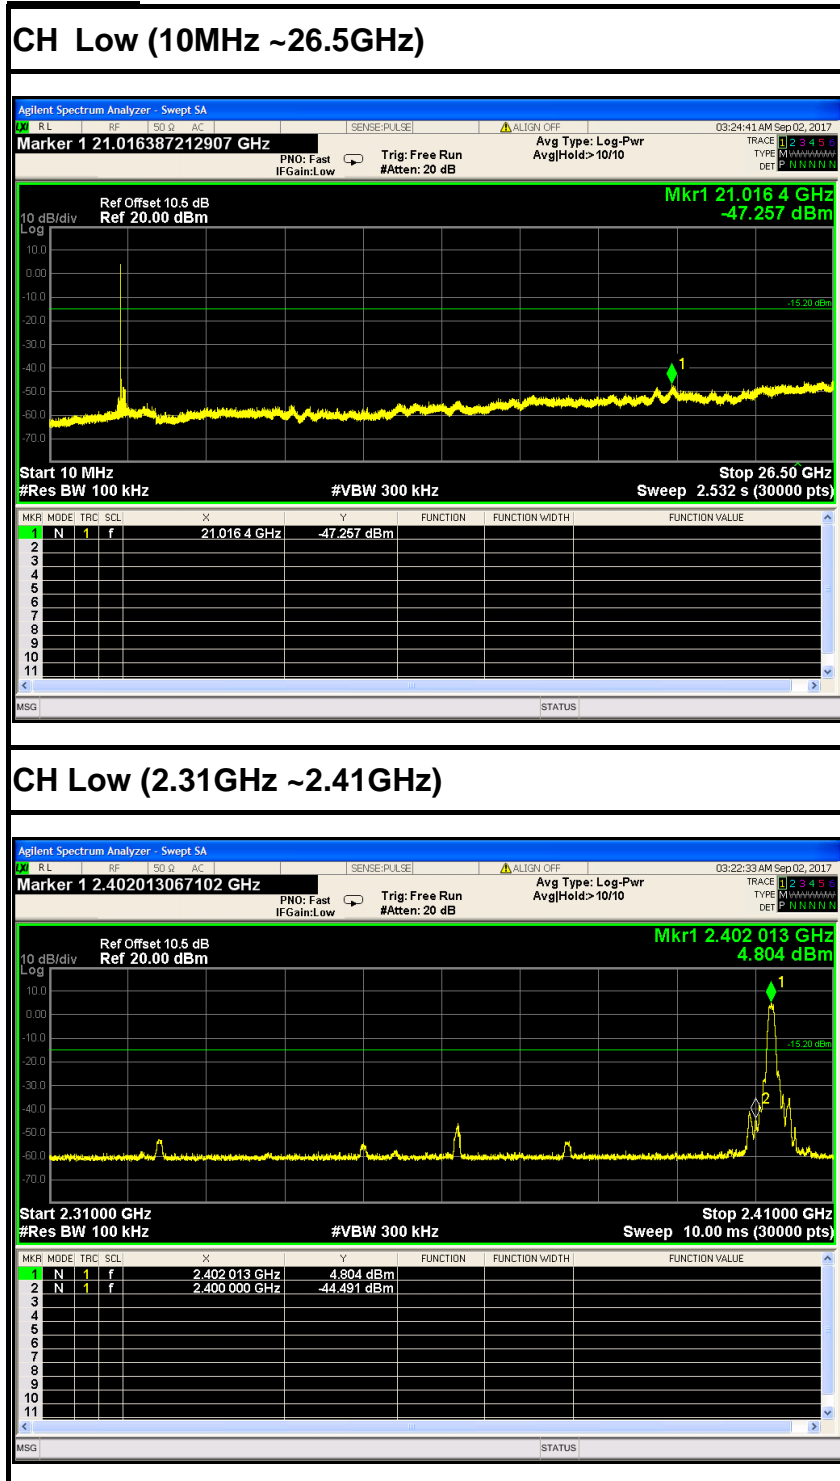 CH  Low (10MHz ~26.5GHz)
Agilent Spectrum Analyzer - Swept SA
LXI RL RF 50 Ω AC SENSE:PULSE ALIGN OFF 03:24:41 AM Sep 02, 2017
Marker 1 21.016387212907 GHz
PNO: Fast
IFGain:Low
Trig: Free Run
#Atten: 20 dB
Avg Type: Log-Pwr
Avg|Hold:>10/10
TRACE 1 2 3 4 5 6
TYPE M WWWWW
DET P N N N N N
Mkr1 21.016 4 GHz
-47.257 dBm
Ref Offset 10.5 dB
10 dB/div Ref 20.00 dBm
Log
10.0
0.00
-10.0
-15.20 dBm
-20.0
-30.0
-40.0
1
-50.0
-60.0
-70.0
Start 10 MHz Stop 26.50 GHz
#Res BW 100 kHz #VBW 300 kHz Sweep 2.532 s (30000 pts)
MKR MODE TRC SCL X Y FUNCTION FUNCTION WIDTH FUNCTION VALUE
1 N 1 f 21.016 4 GHz -47.257 dBm
2
3
4
5
6
7
8
9
10
11
MSG STATUS
CH Low (2.31GHz ~2.41GHz)
Agilent Spectrum Analyzer - Swept SA
LXI RL RF 50 Ω AC SENSE:PULSE ALIGN OFF 03:22:33 AM Sep 02, 2017
Marker 1 2.402013067102 GHz
PNO: Fast
IFGain:Low
Trig: Free Run
#Atten: 20 dB
Avg Type: Log-Pwr
Avg|Hold:>10/10
TRACE 1 2 3 4 5 6
TYPE M WWWWW
DET P N N N N N
Mkr1 2.402 013 GHz
4.804 dBm
Ref Offset 10.5 dB
10 dB/div Ref 20.00 dBm
Log
1
10.0
0.00
-10.0
-15.20 dBm
-20.0
-30.0
-40.0
2
-50.0
-60.0
-70.0
Start 2.31000 GHz Stop 2.41000 GHz
#Res BW 100 kHz #VBW 300 kHz Sweep 10.00 ms (30000 pts)
MKR MODE TRC SCL X Y FUNCTION FUNCTION WIDTH FUNCTION VALUE
1 N 1 f 2.402 013 GHz 4.804 dBm
2 N 1 f 2.400 000 GHz -44.491 dBm
3
4
5
6
7
8
9
10
11
MSG STATUS